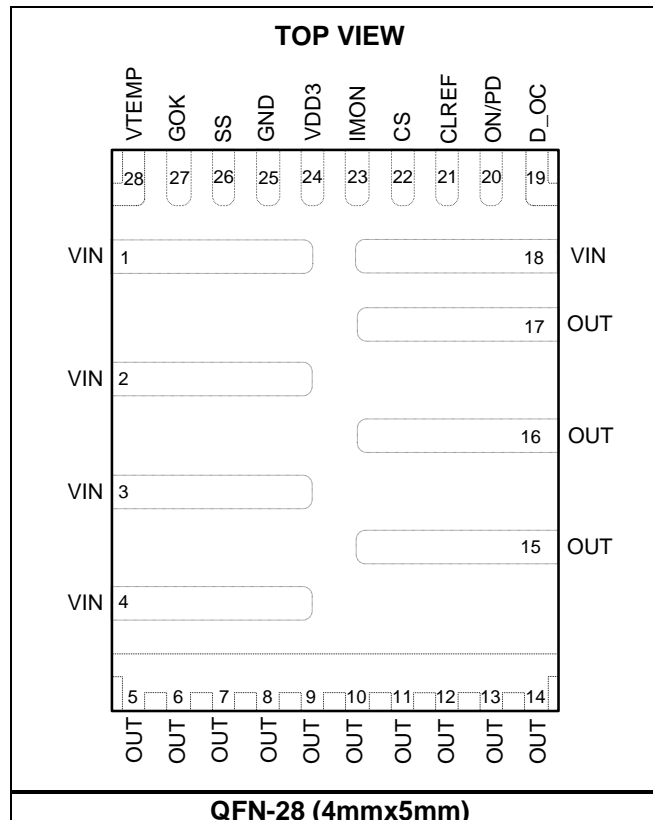 TOP VIEW
VTEMP GOK SS GND VDD3 IMON CS CLREF ON/PD D_OC
28 27 26 25 24 23 22 21 20 19
VIN 1 18 VIN
17 OUT
VIN 2
16 OUT
VIN 3
15 OUT
VIN 4
5 6 7 8 9 10 11 12 13 14
OUT OUT OUT OUT OUT OUT OUT OUT OUT OUT
QFN-28 (4mmx5mm)